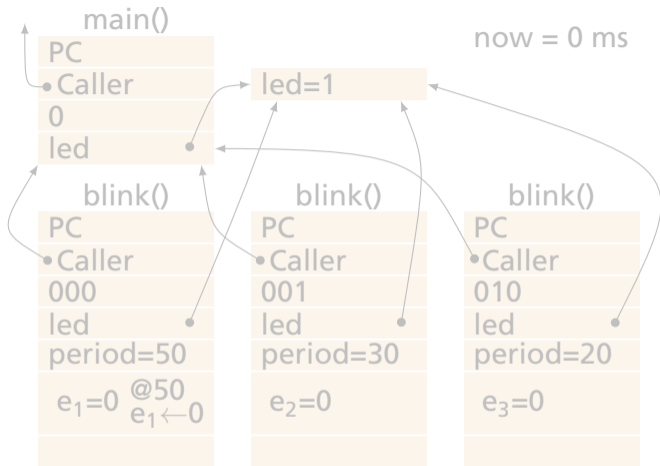 main()
now = 0 ms
PC
Caller
0
led
led=1
blink()
PC
Caller
000
led
period=50
e₁=0 @50
e₁←0
blink()
PC
Caller
001
led
period=30
e₂=0
blink()
PC
Caller
010
led
period=20
e₃=0